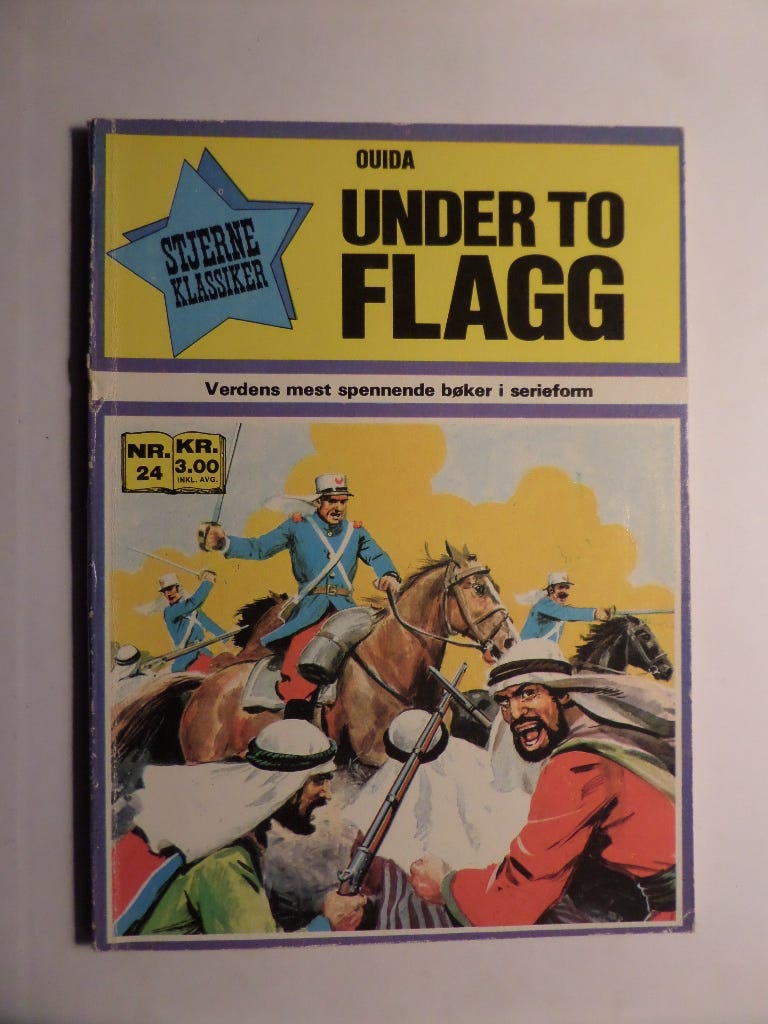 OUIDA
UNDER TO
FLAGG
STJERNE
KLASSIKER
Verdens mest spennende bøker i serieform
NR.
24
KR.
3.00
INKL. AVG.